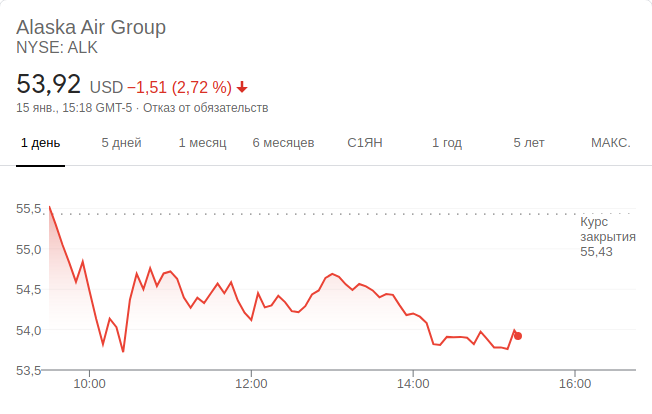 Alaska Air Group
NYSE: ALK
53,92 USD −1,51 (2,72 %)
15 янв., 15:18 GMT-5 · Отказ от обязательств
1 день 5 дней 1 месяц 6 месяцев С1ЯН 1 год 5 лет МАКС.
55,5
Курс
закрытия
55,43
55,0
54,5
54,0
53,5
10:00 12:00 14:00 16:00